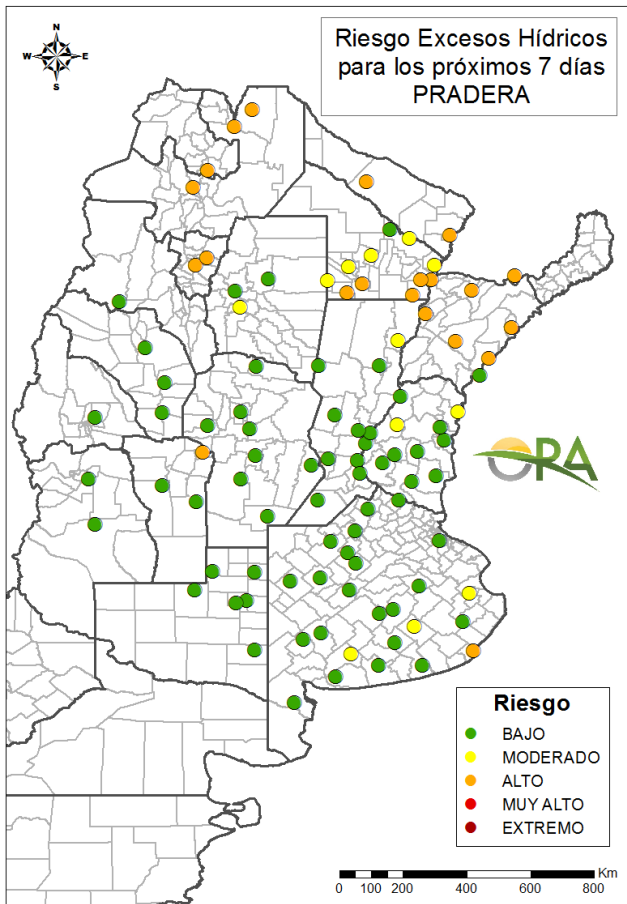 Riesgo Excesos Hídricos
para los próximos 7 días
PRADERA
N
W E
S
ORA
Riesgo
BAJO
MODERADO
ALTO
MUY ALTO
EXTREMO
Km
0 100 200 400 600 800